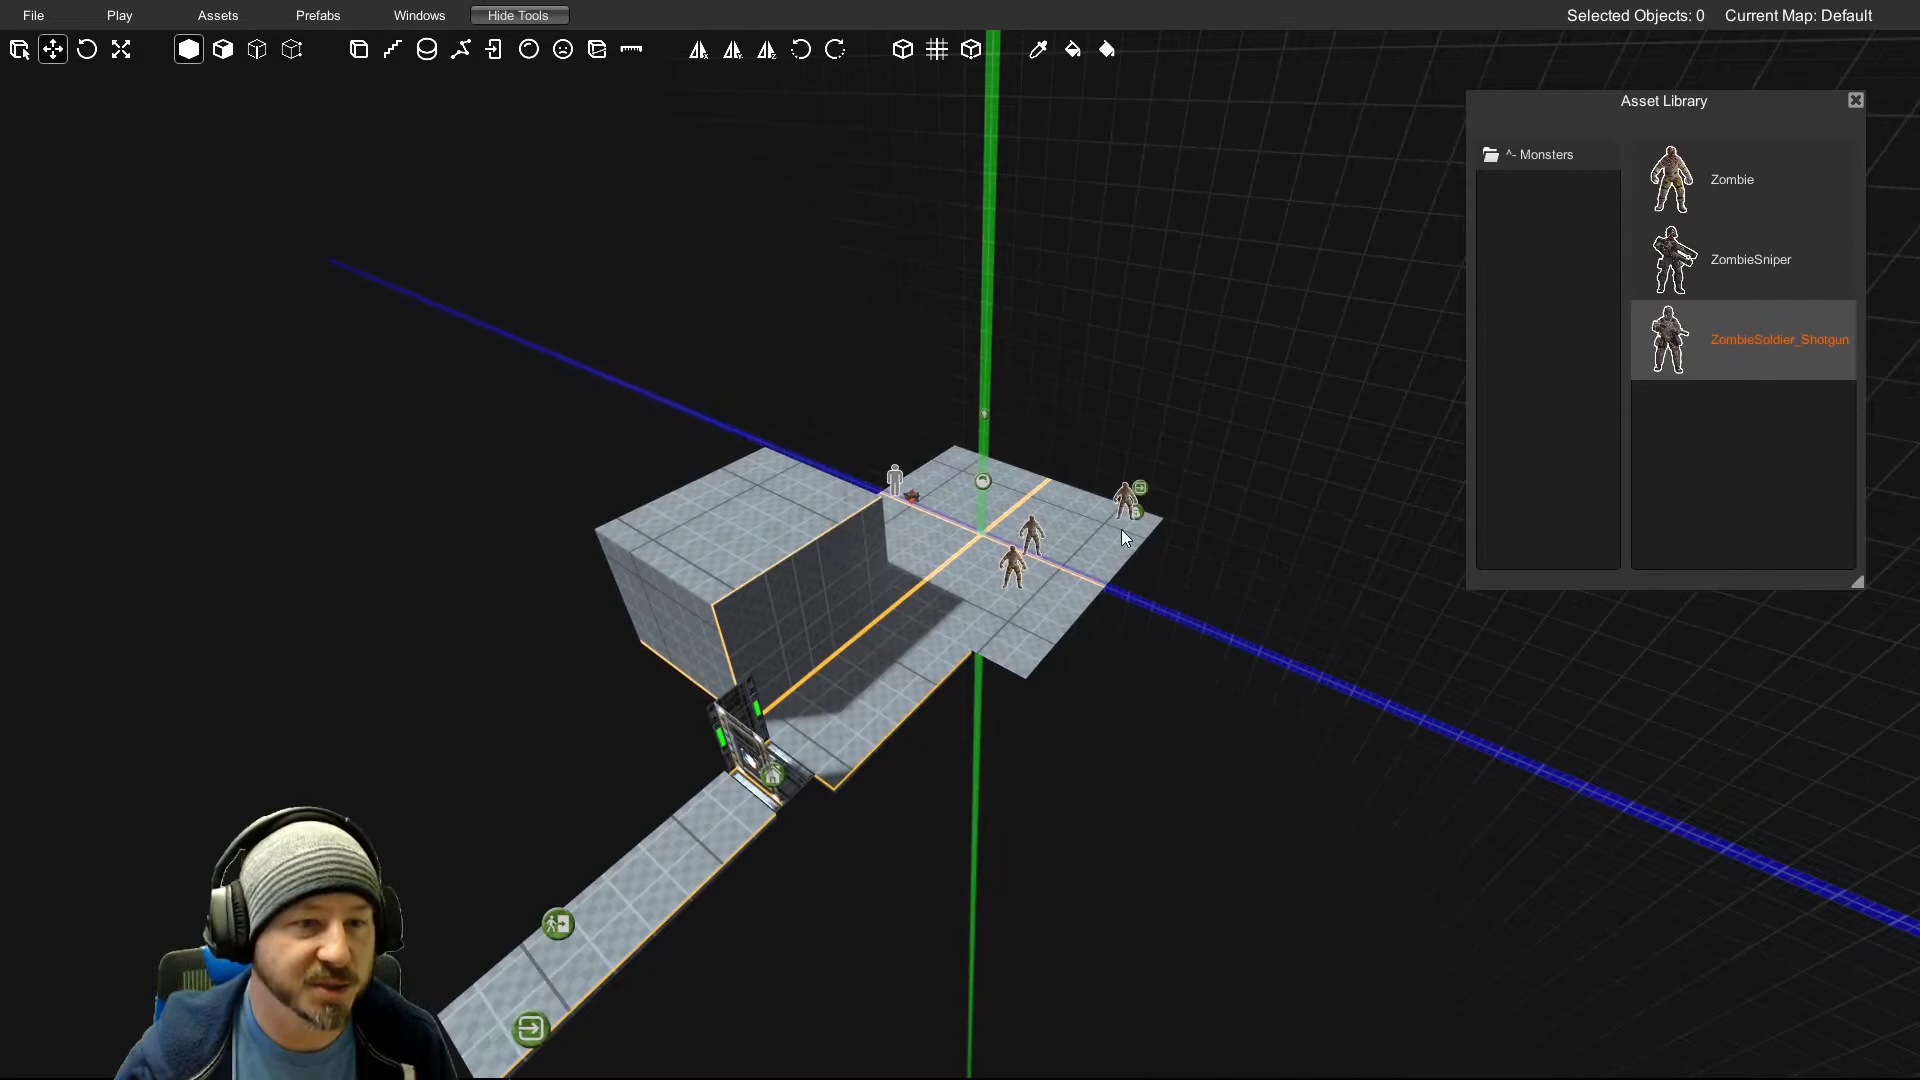 File Play Assets Prefabs Windows Hide Tools Selected Objects: 0 Current Map: Default
Asset Library
^- Monsters
Zombie
ZombieSniper
ZombieSoldier_Shotgun